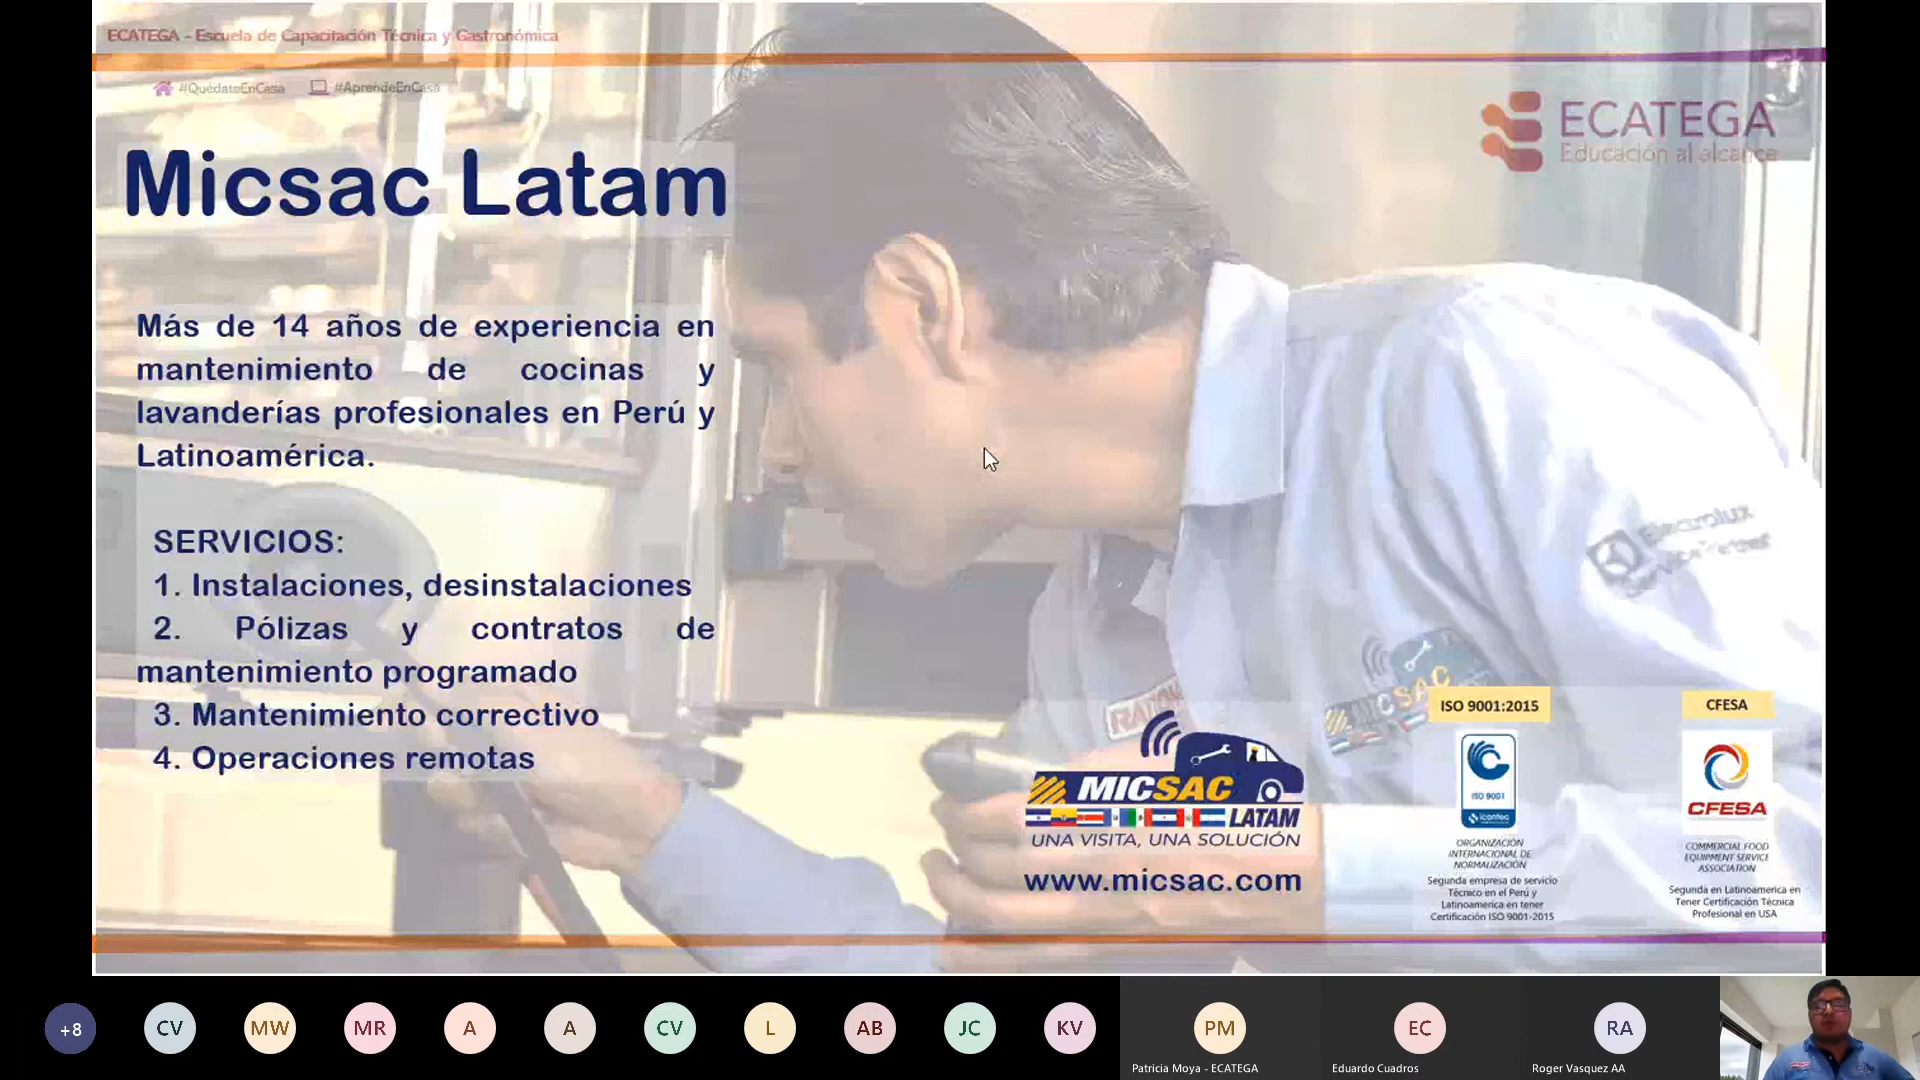 ECATEGA - Escuela de Capacitación Técnica y Gastronómica
#QuédateEnCasa #AprendeEnCasa
ECATEGA
Educación al alcance
Micsac Latam
Más de 14 años de experiencia en
mantenimiento de cocinas y
lavanderías profesionales en Perú y
Latinoamérica.
SERVICIOS:
1. Instalaciones, desinstalaciones
2. Pólizas y contratos de
mantenimiento programado
3. Mantenimiento correctivo
4. Operaciones remotas
Electrolux
MICSAC
MICSAC
LATAM
UNA VISITA, UNA SOLUCIÓN
www.micsac.com
ISO 9001:2015
ISO 9001
icontec
ORGANIZACIÓN
INTERNACIONAL DE
NORMALIZACIÓN
Segunda empresa de servicio
Técnico en el Perú y
Latinoamerica en tener
Certificación ISO 9001-2015
CFESA
CFESA
COMMERCIAL FOOD
EQUIPMENT SERVICE
ASSOCIATION
Segunda en Latinoamerica en
Tener Certificación Técnica
Profesional en USA
+8 CV MW MR A A CV L AB JC KV PM EC RA
Patricia Moya - ECATEGA Eduardo Cuadros Roger Vasquez AA